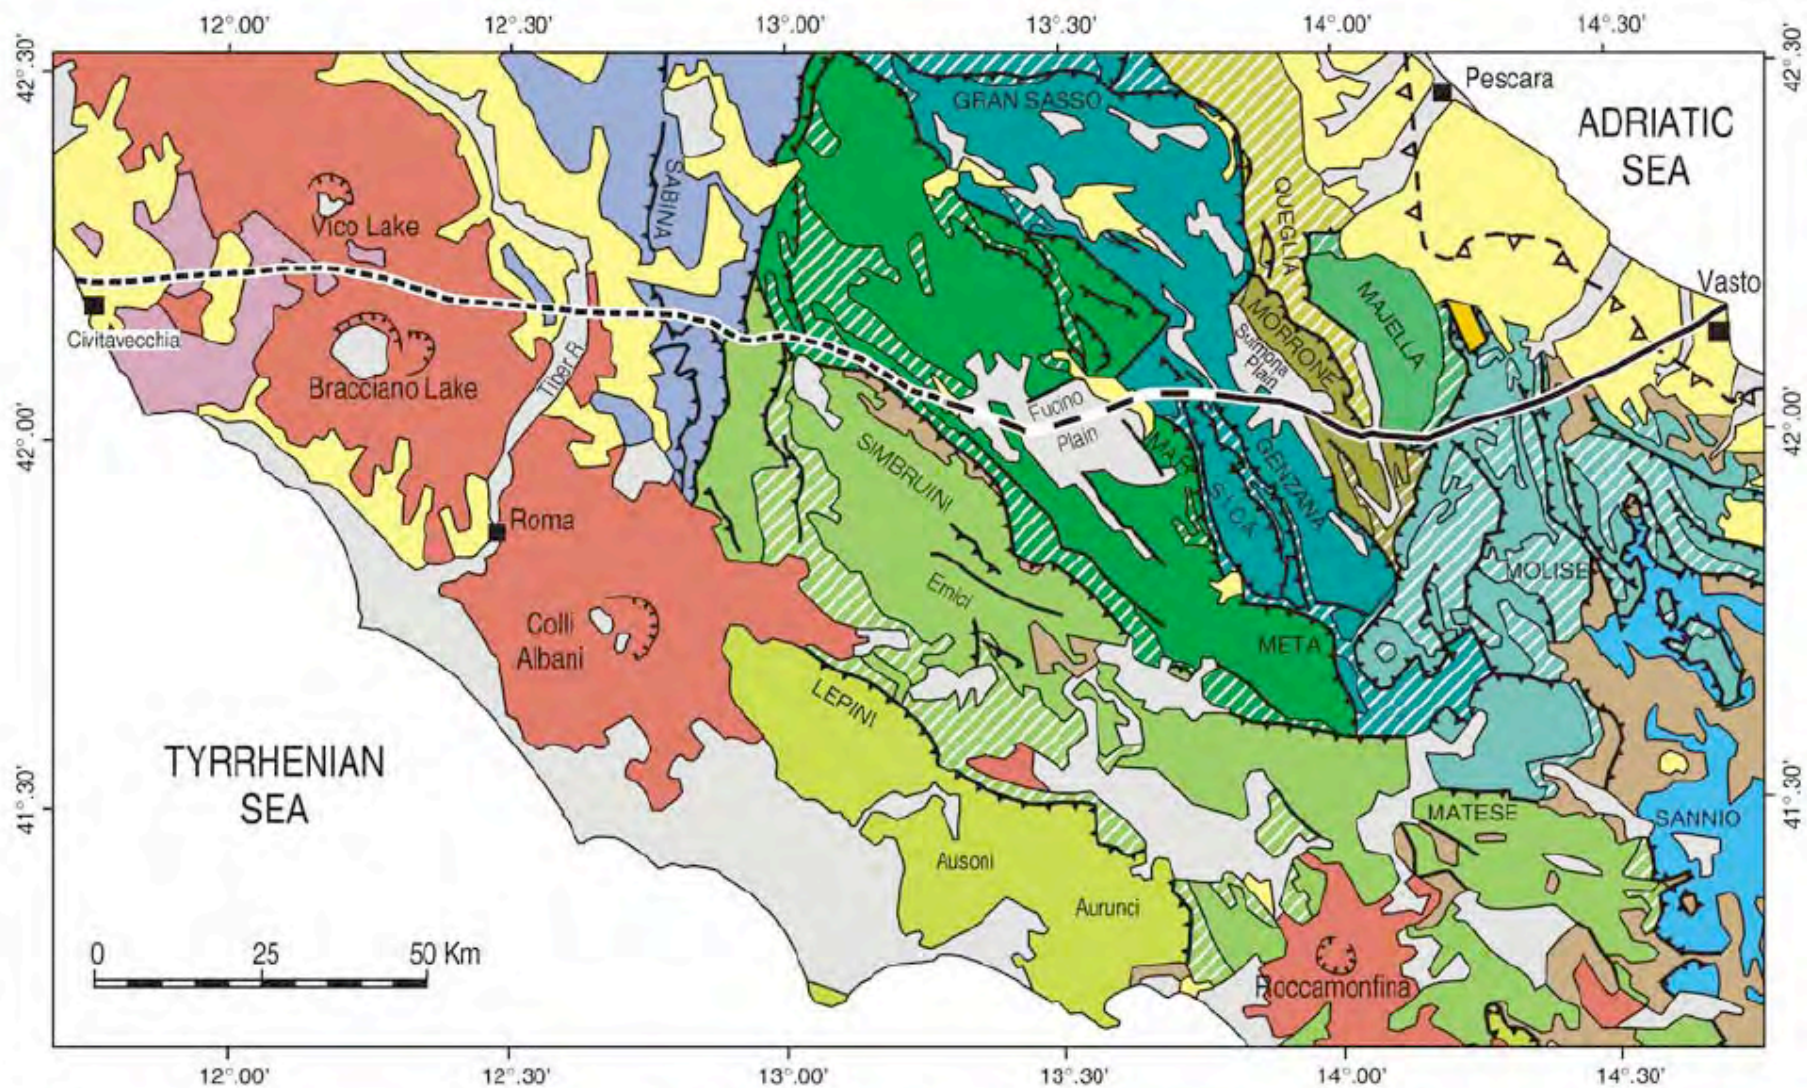 12°.00'
12°.30'
13°.00'
13°.30'
14°.00'
14°.30'
42°.30'
42°.30'
Pescara
GRAN SASSO
ADRIATIC
SEA
SABINA
Vico Lake
QUEGLIA
MAJELLA
Vasto
Civitavecchia
MORRONE
Sulmona
Plain
Bracciano Lake
Tiber R.
Fucino
Plain
42°.00'
42°.00'
SIMBRUINI
MAR
S I C A
GENZANA
Roma
MOLISE
Ernici
Colli
Albani
META
LEPINI
TYRRHENIAN
SEA
41°.30'
41°.30'
MATESE
SANNIO
Ausoni
Aurunci
0
25
50 Km
Roccamonfina
12°.00'
12°.30'
13°.00'
13°.30'
14°.00'
14°.30'